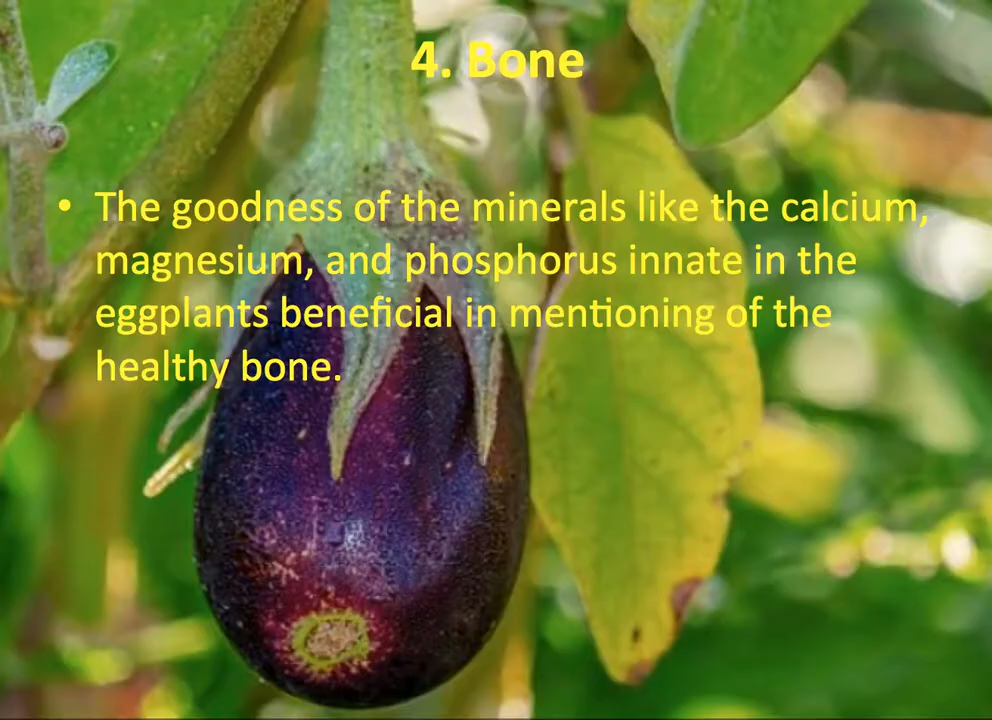 4. Bone
• The goodness of the minerals like the calcium,
magnesium, and phosphorus innate in the
eggplants beneficial in mentioning of the
healthy bone.